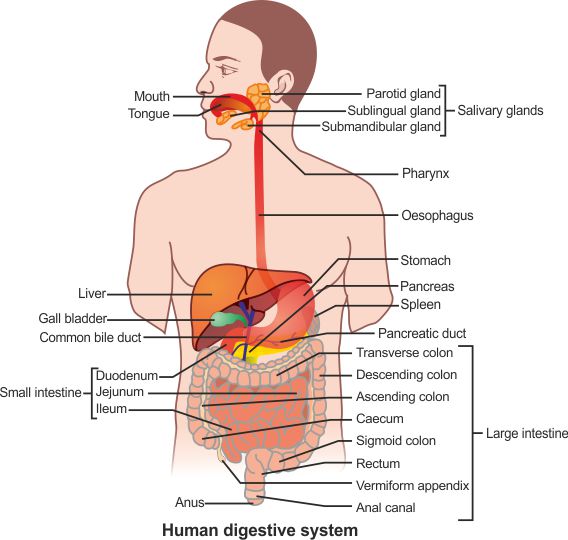 Mouth
Tongue
Parotid gland
Sublingual gland
Submandibular gland
Salivary glands
Pharynx
Oesophagus
Stomach
Pancreas
Spleen
Liver
Gall bladder
Common bile duct
Pancreatic duct
Transverse colon
Descending colon
Ascending colon
Caecum
Sigmoid colon
Rectum
Vermiform appendix
Anal canal
Large intestine
Small intestine
Duodenum
Jejunum
Ileum
Anus
Human digestive system